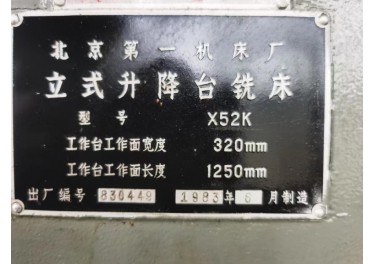 北京第一机床厂
立式升降台铣床
型号 X52K
工作台工作面宽度 320mm
工作台工作面长度 1250mm
出厂编号 830449 1983年6月制造